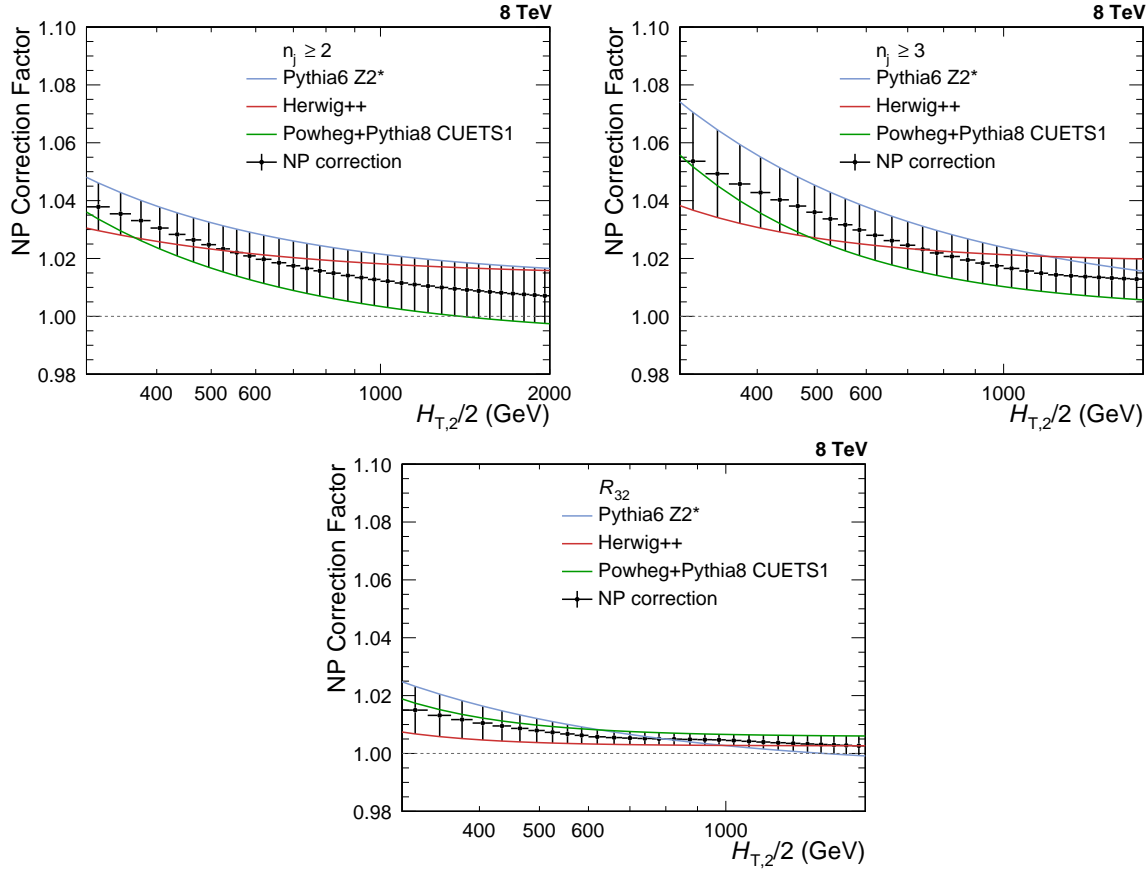 8 TeV
NP Correction Factor
1.10
1.08
1.06
1.04
1.02
1.00
0.98
n_j ≥ 2
Pythia6 Z2*
Herwig++
Powheg+Pythia8 CUETS1
NP correction
400 500 600 1000 2000
H_T,2/2 (GeV)
8 TeV
NP Correction Factor
1.10
1.08
1.06
1.04
1.02
1.00
0.98
n_j ≥ 3
Pythia6 Z2*
Herwig++
Powheg+Pythia8 CUETS1
NP correction
400 500 600 1000
H_T,2/2 (GeV)
8 TeV
NP Correction Factor
1.10
1.08
1.06
1.04
1.02
1.00
0.98
R_32
Pythia6 Z2*
Herwig++
Powheg+Pythia8 CUETS1
NP correction
400 500 600 1000
H_T,2/2 (GeV)